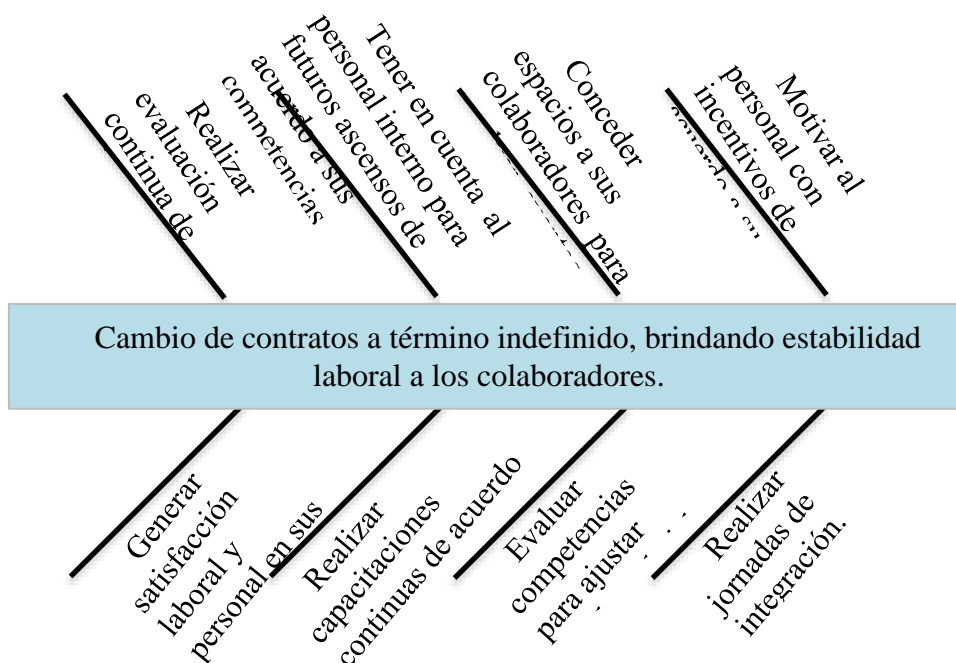 Realizar
evaluación
continua de
Tener en cuenta al
personal interno para
futuros ascensos de
acuerdo a sus
competencias
Conceder
espacios a sus
colaboradores para
Motivar al
personal con
incentivos de
acuerdo a su
Cambio de contratos a término indefinido, brindando estabilidad
laboral a los colaboradores.
Generar
satisfacción
laboral y
personal en sus
Realizar
capacitaciones
continuas de acuerdo
Evaluar
competencias
para ajustar
Realizar
jornadas de
integración.